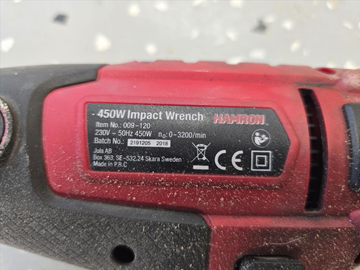 - 450W Impact Wrench HAMRON
Item No.: 009-120
230V ~ 50Hz 450W n₀: 0-3200/min
Batch No.: 2191205 2018
Jula AB
Box 363, SE-532 24 Skara Sweden
Made in P.R.C
CE